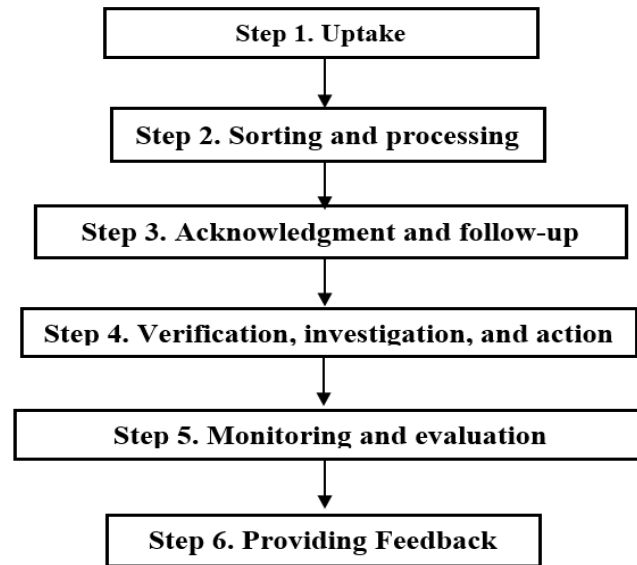 Step 1. Uptake
Step 2. Sorting and processing
Step 3. Acknowledgment and follow-up
Step 4. Verification, investigation, and action
Step 5. Monitoring and evaluation
Step 6. Providing Feedback